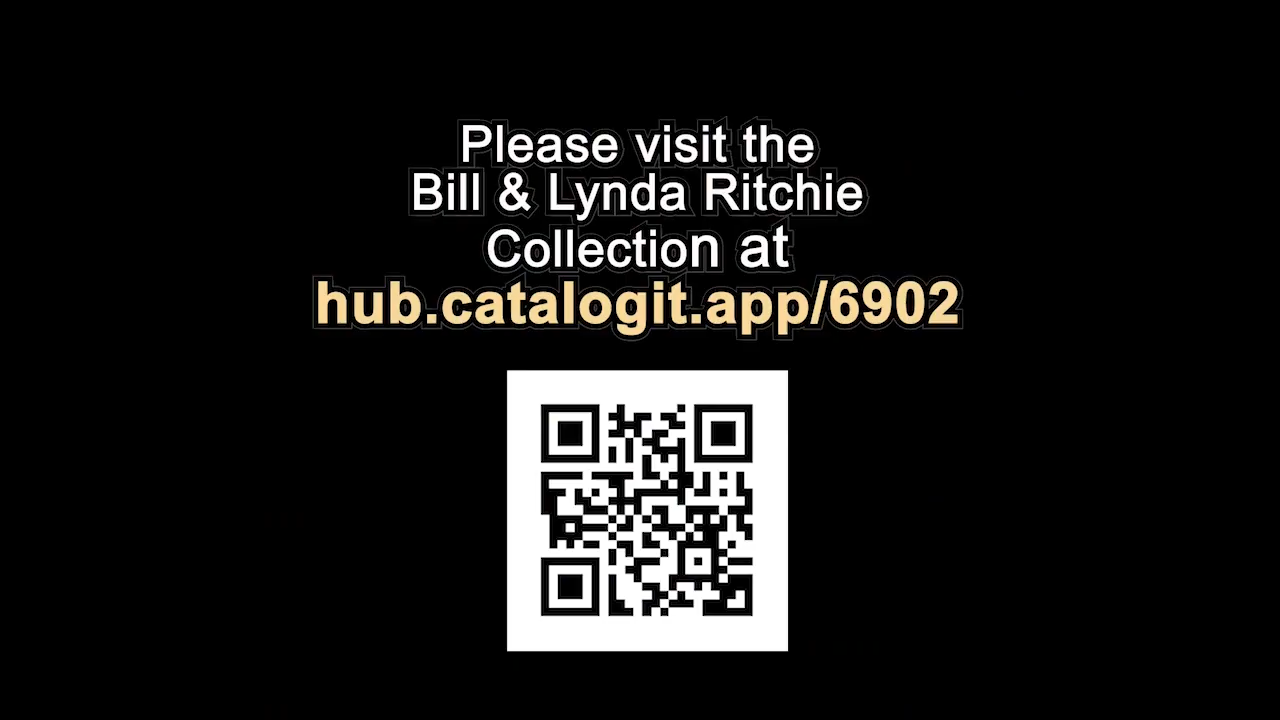 Please visit the
Bill & Lynda Ritchie
Collection at
hub.catalogit.app/6902